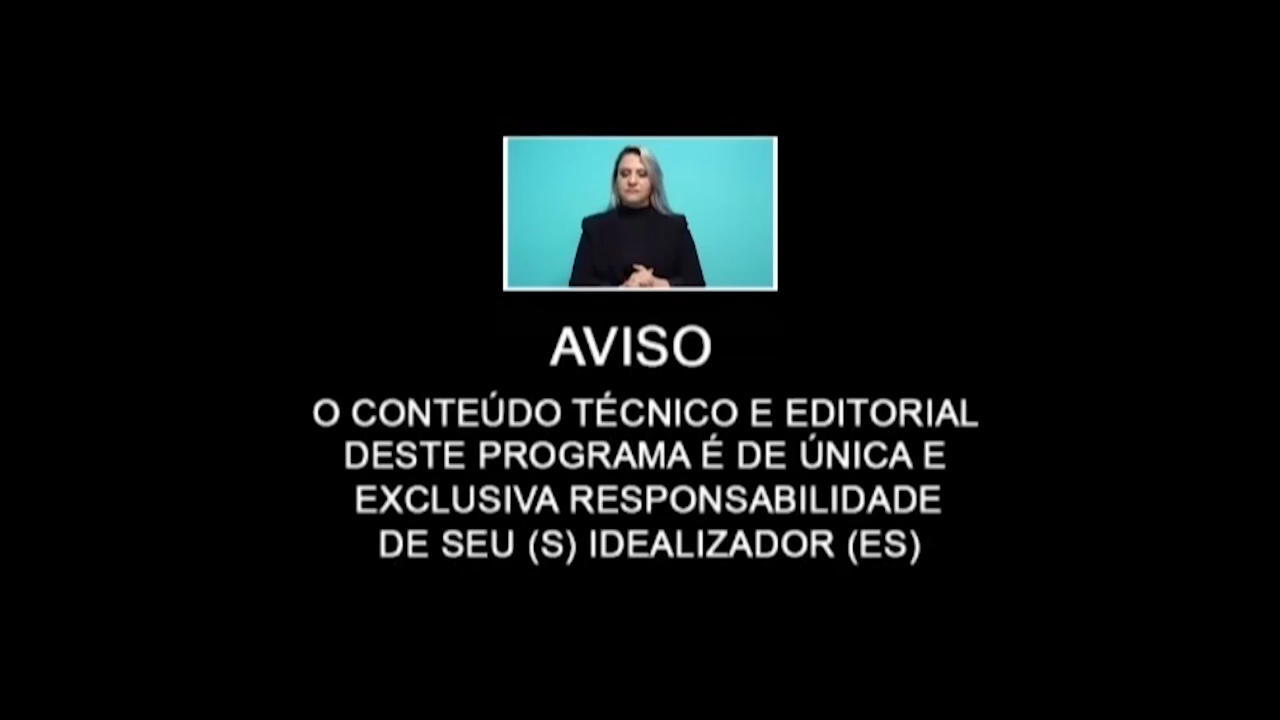 AVISO
O CONTEÚDO TÉCNICO E EDITORIAL
DESTE PROGRAMA É DE ÚNICA E
EXCLUSIVA RESPONSABILIDADE
DE SEU (S) IDEALIZADOR (ES)